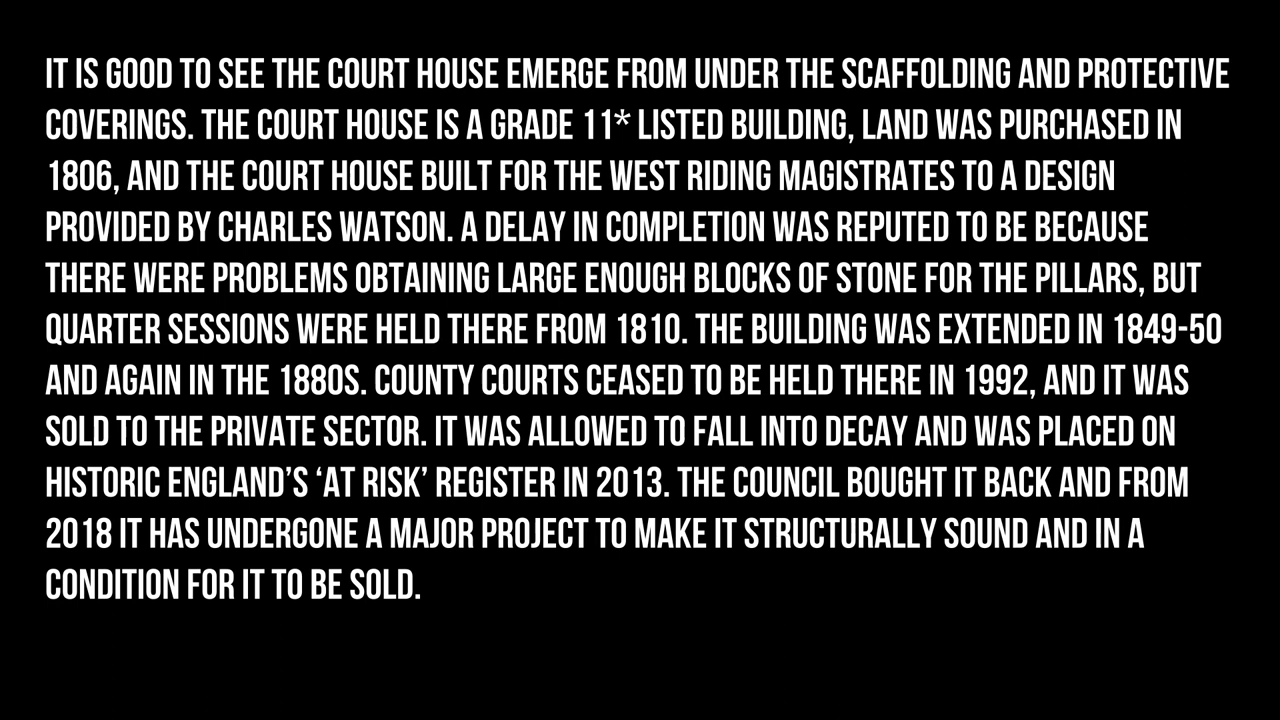 IT IS GOOD TO SEE THE COURT HOUSE EMERGE FROM UNDER THE SCAFFOLDING AND PROTECTIVE
COVERINGS. THE COURT HOUSE IS A GRADE 11* LISTED BUILDING, LAND WAS PURCHASED IN
1806, AND THE COURT HOUSE BUILT FOR THE WEST RIDING MAGISTRATES TO A DESIGN
PROVIDED BY CHARLES WATSON. A DELAY IN COMPLETION WAS REPUTED TO BE BECAUSE
THERE WERE PROBLEMS OBTAINING LARGE ENOUGH BLOCKS OF STONE FOR THE PILLARS, BUT
QUARTER SESSIONS WERE HELD THERE FROM 1810. THE BUILDING WAS EXTENDED IN 1849-50
AND AGAIN IN THE 1880S. COUNTY COURTS CEASED TO BE HELD THERE IN 1992, AND IT WAS
SOLD TO THE PRIVATE SECTOR. IT WAS ALLOWED TO FALL INTO DECAY AND WAS PLACED ON
HISTORIC ENGLAND’S ‘AT RISK’ REGISTER IN 2013. THE COUNCIL BOUGHT IT BACK AND FROM
2018 IT HAS UNDERGONE A MAJOR PROJECT TO MAKE IT STRUCTURALLY SOUND AND IN A
CONDITION FOR IT TO BE SOLD.